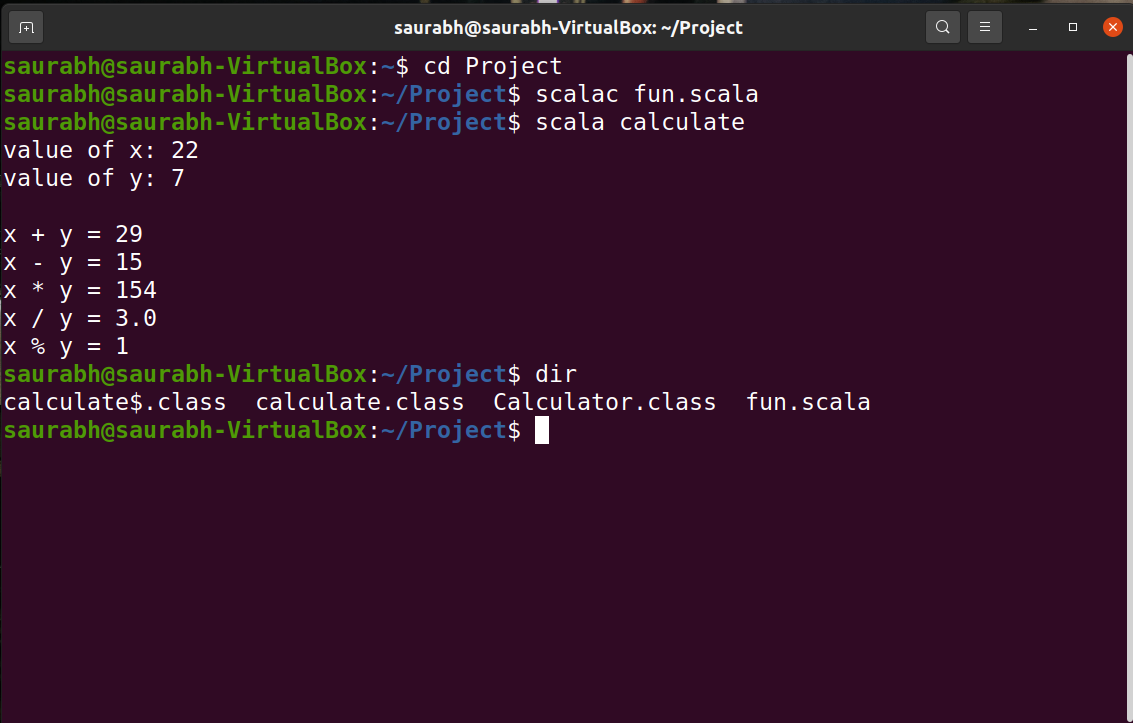 saurabh@saurabh-VirtualBox: ~/Project
saurabh@saurabh-VirtualBox:~$ cd Project
saurabh@saurabh-VirtualBox:~/Project$ scalac fun.scala
saurabh@saurabh-VirtualBox:~/Project$ scala calculate
value of x: 22
value of y: 7
x + y = 29
x - y = 15
x * y = 154
x / y = 3.0
x % y = 1
saurabh@saurabh-VirtualBox:~/Project$ dir
calculate$.class  calculate.class  Calculator.class  fun.scala
saurabh@saurabh-VirtualBox:~/Project$